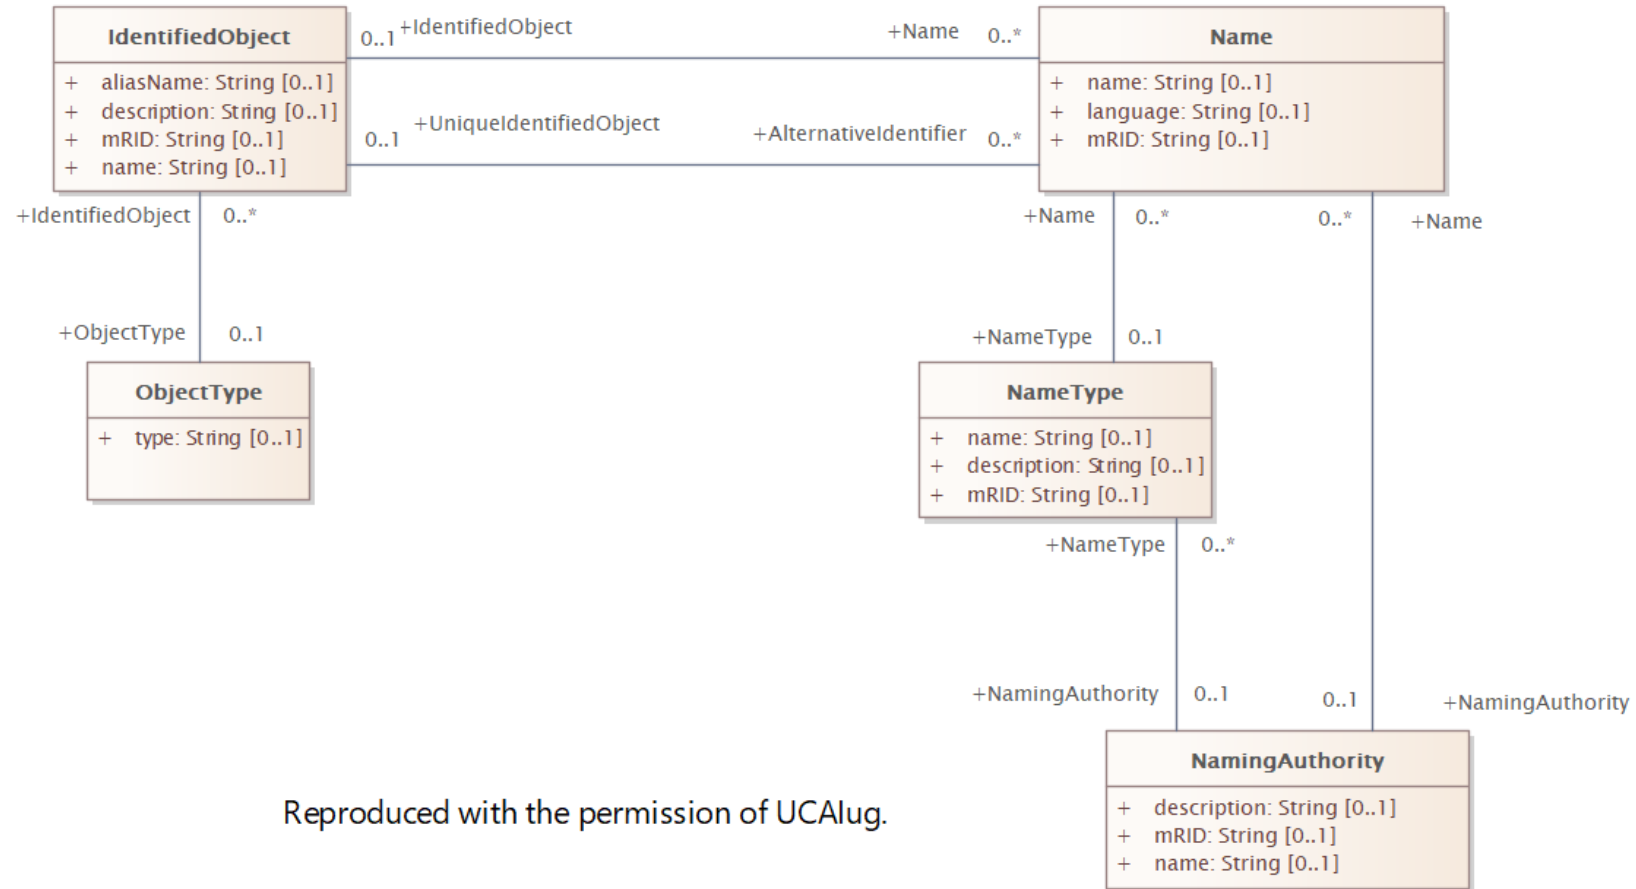 IdentifiedObject
+ aliasName: String [0..1]
+ description: String [0..1]
+ mRID: String [0..1]
+ name: String [0..1]
0..1 +IdentifiedObject
+Name 0..*
0..1 +UniqueIdentifiedObject
+AlternativeIdentifier 0..*
Name
+ name: String [0..1]
+ language: String [0..1]
+ mRID: String [0..1]
+IdentifiedObject 0..*
+ObjectType 0..1
ObjectType
+ type: String [0..1]
+Name 0..*
0..* +Name
+NameType 0..1
NameType
+ name: String [0..1]
+ description: String [0..1]
+ mRID: String [0..1]
+NameType 0..*
+NamingAuthority 0..1
0..1 +NamingAuthority
NamingAuthority
+ description: String [0..1]
+ mRID: String [0..1]
+ name: String [0..1]
Reproduced with the permission of UCAIug.